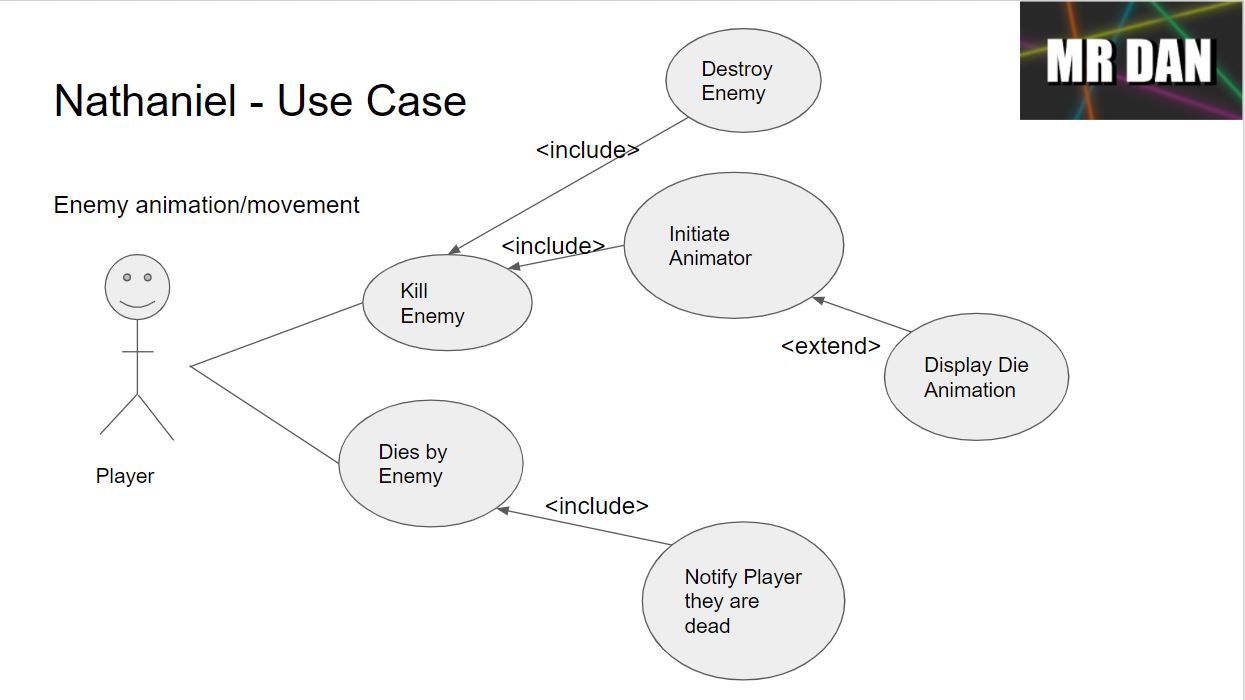 MR DAN
Nathaniel - Use Case
Destroy
Enemy
<include>
Enemy animation/movement
Initiate
Animator
<include>
Kill
Enemy
<extend>
Display Die
Animation
Dies by
Enemy
Player
<include>
Notify Player
they are
dead